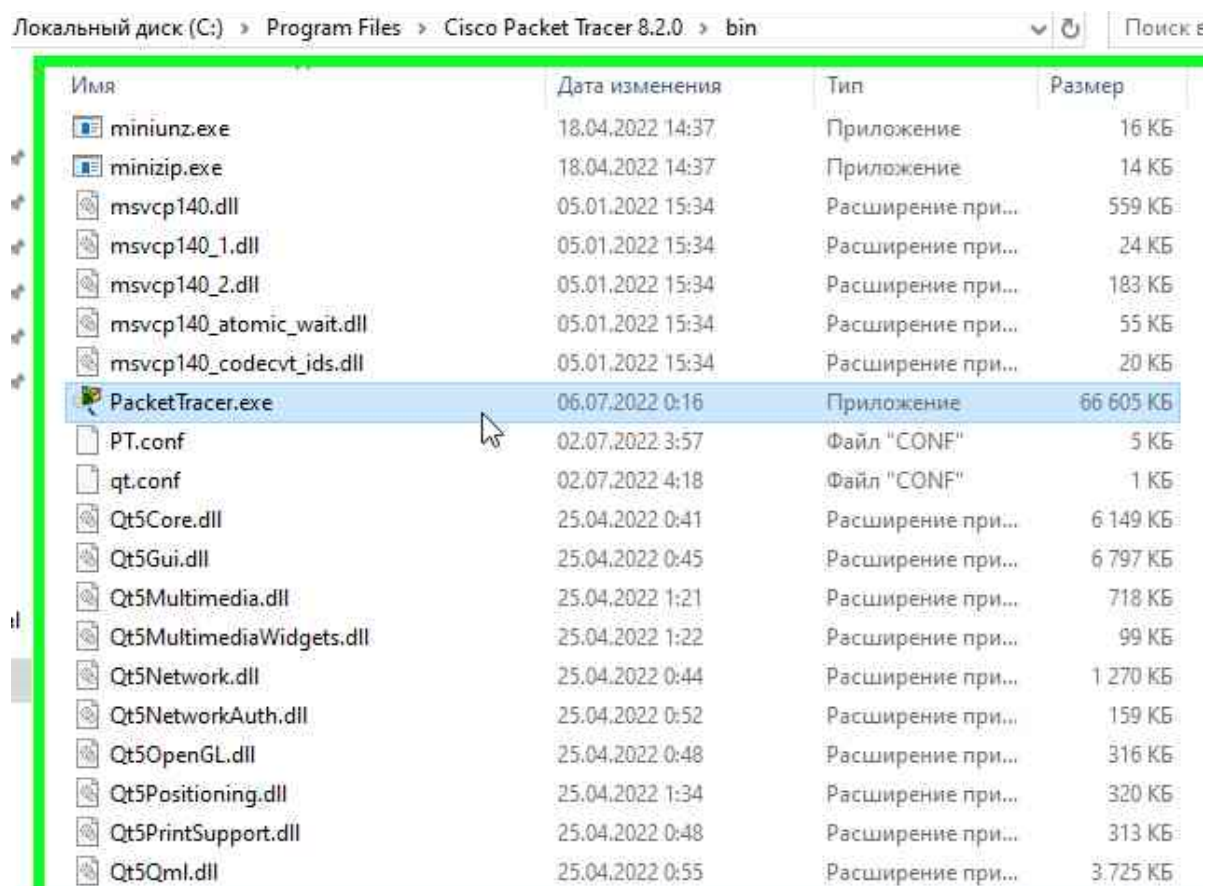 Локальный диск (C:) > Program Files > Cisco Packet Tracer 8.2.0 > bin Поиск в
Имя Дата изменения Тип Размер
miniunz.exe 18.04.2022 14:37 Приложение 16 КБ
minizip.exe 18.04.2022 14:37 Приложение 14 КБ
msvcp140.dll 05.01.2022 15:34 Расширение при... 559 КБ
msvcp140_1.dll 05.01.2022 15:34 Расширение при... 24 КБ
msvcp140_2.dll 05.01.2022 15:34 Расширение при... 183 КБ
msvcp140_atomic_wait.dll 05.01.2022 15:34 Расширение при... 55 КБ
msvcp140_codecvt_ids.dll 05.01.2022 15:34 Расширение при... 20 КБ
PacketTracer.exe 06.07.2022 0:16 Приложение 66 605 КБ
PT.conf 02.07.2022 3:57 Файл "CONF" 5 КБ
qt.conf 02.07.2022 4:18 Файл "CONF" 1 КБ
Qt5Core.dll 25.04.2022 0:41 Расширение при... 6 149 КБ
Qt5Gui.dll 25.04.2022 0:45 Расширение при... 6 797 КБ
Qt5Multimedia.dll 25.04.2022 1:21 Расширение при... 718 КБ
Qt5MultimediaWidgets.dll 25.04.2022 1:22 Расширение при... 99 КБ
Qt5Network.dll 25.04.2022 0:44 Расширение при... 1 270 КБ
Qt5NetworkAuth.dll 25.04.2022 0:52 Расширение при... 159 КБ
Qt5OpenGL.dll 25.04.2022 0:48 Расширение при... 316 КБ
Qt5Positioning.dll 25.04.2022 1:34 Расширение при... 320 КБ
Qt5PrintSupport.dll 25.04.2022 0:48 Расширение при... 313 КБ
Qt5Qml.dll 25.04.2022 0:55 Расширение при... 3 725 КБ